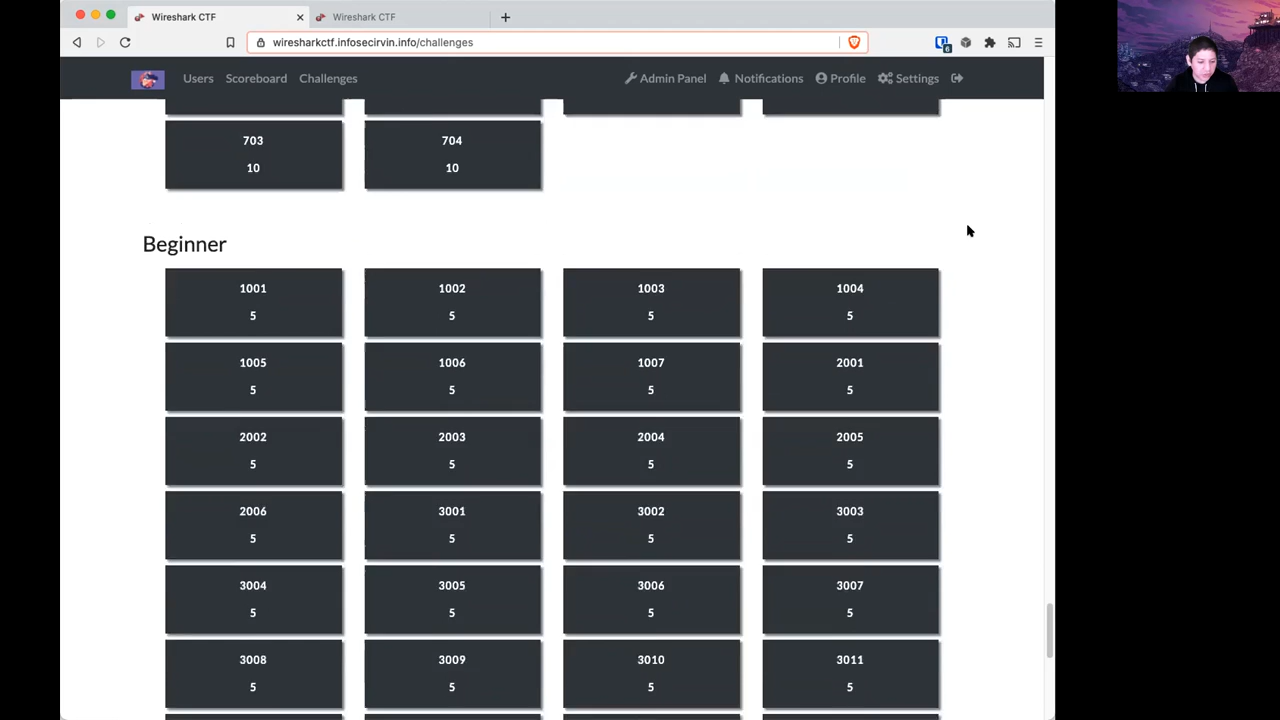 Wireshark CTF
Wireshark CTF
wiresharkctf.infosecirvin.info/challenges
6
Users Scoreboard Challenges Admin Panel Notifications Profile Settings
703 704
10 10
Beginner
1001 1002 1003 1004
5 5 5 5
1005 1006 1007 2001
5 5 5 5
2002 2003 2004 2005
5 5 5 5
2006 3001 3002 3003
5 5 5 5
3004 3005 3006 3007
5 5 5 5
3008 3009 3010 3011
5 5 5 5